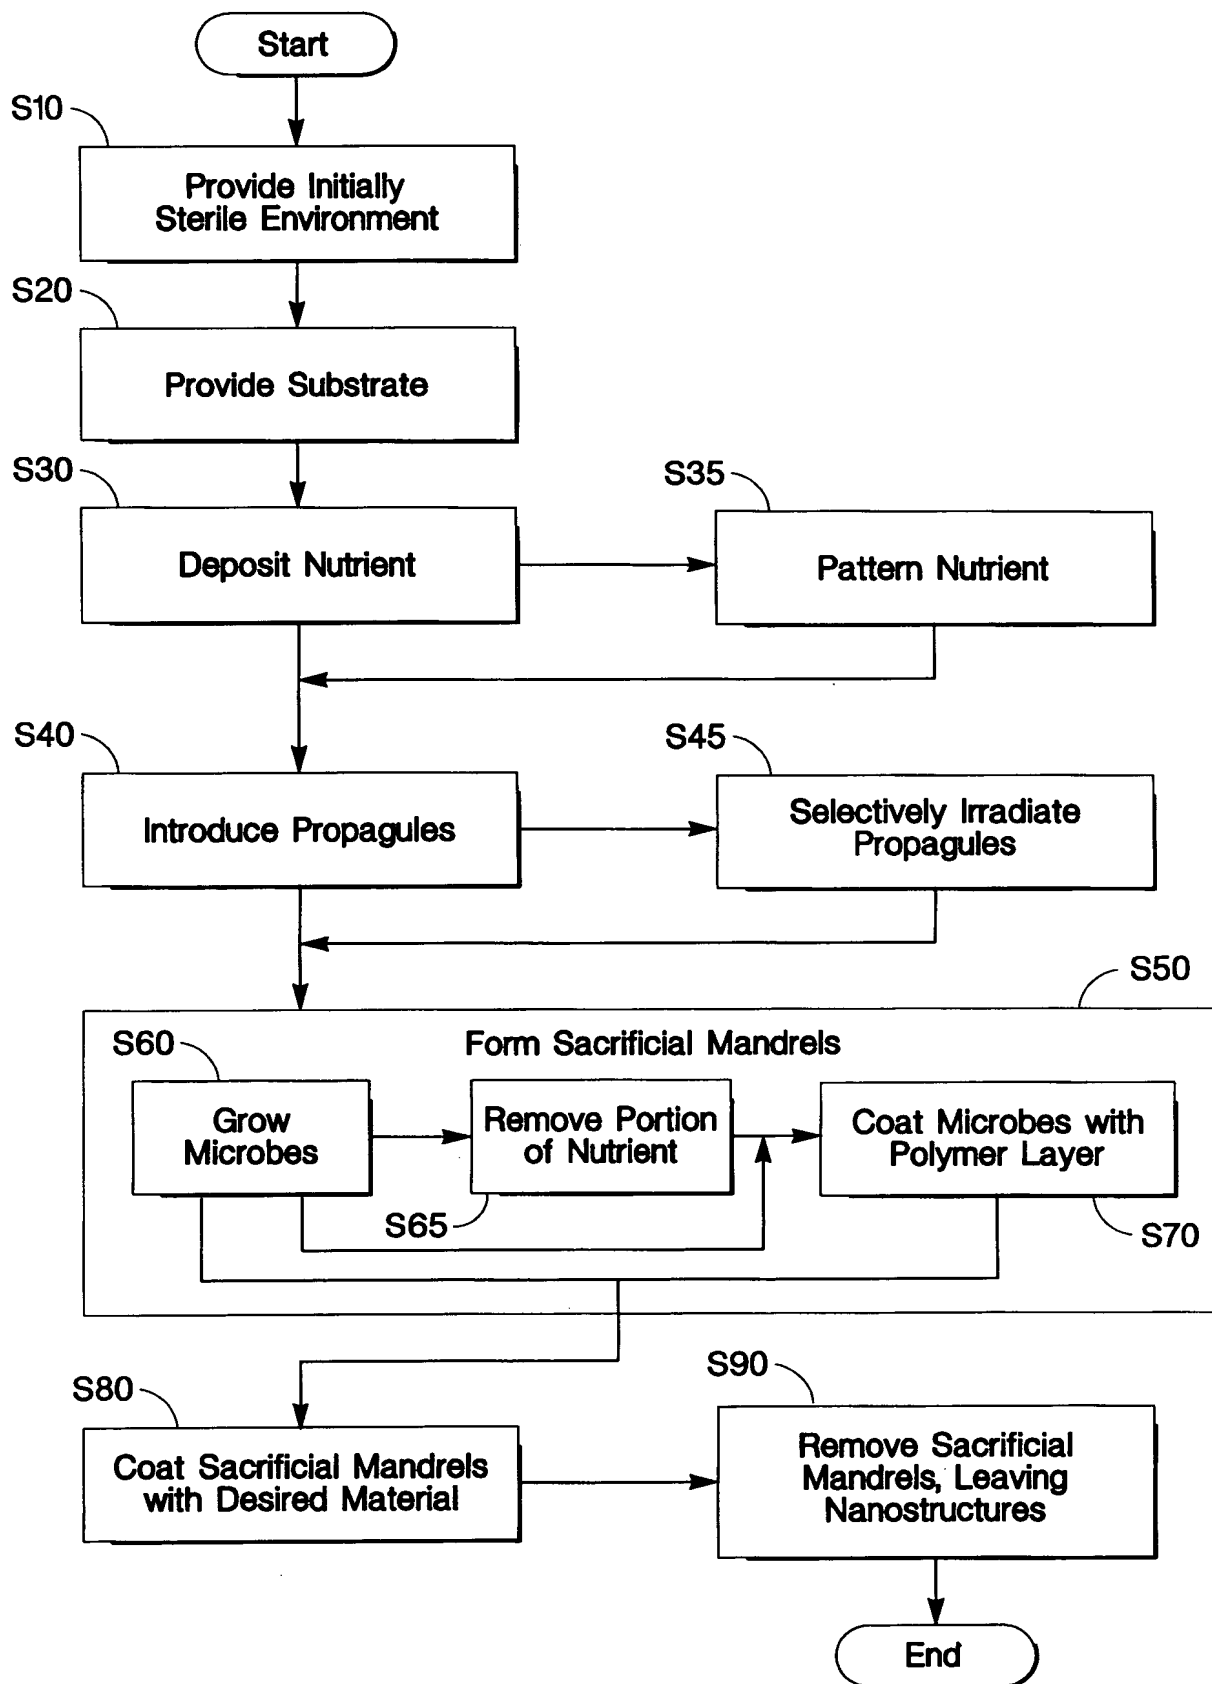 Start
S10
Provide Initially
Sterile Environment
S20
Provide Substrate
S30
Deposit Nutrient
S35
Pattern Nutrient
S40
Introduce Propagules
S45
Selectively Irradiate
Propagules
S50
Form Sacrificial Mandrels
S60
Grow
Microbes
Remove Portion
of Nutrient
S65
Coat Microbes with
Polymer Layer
S70
S80
Coat Sacrificial Mandrels
with Desired Material
S90
Remove Sacrificial
Mandrels, Leaving
Nanostructures
End